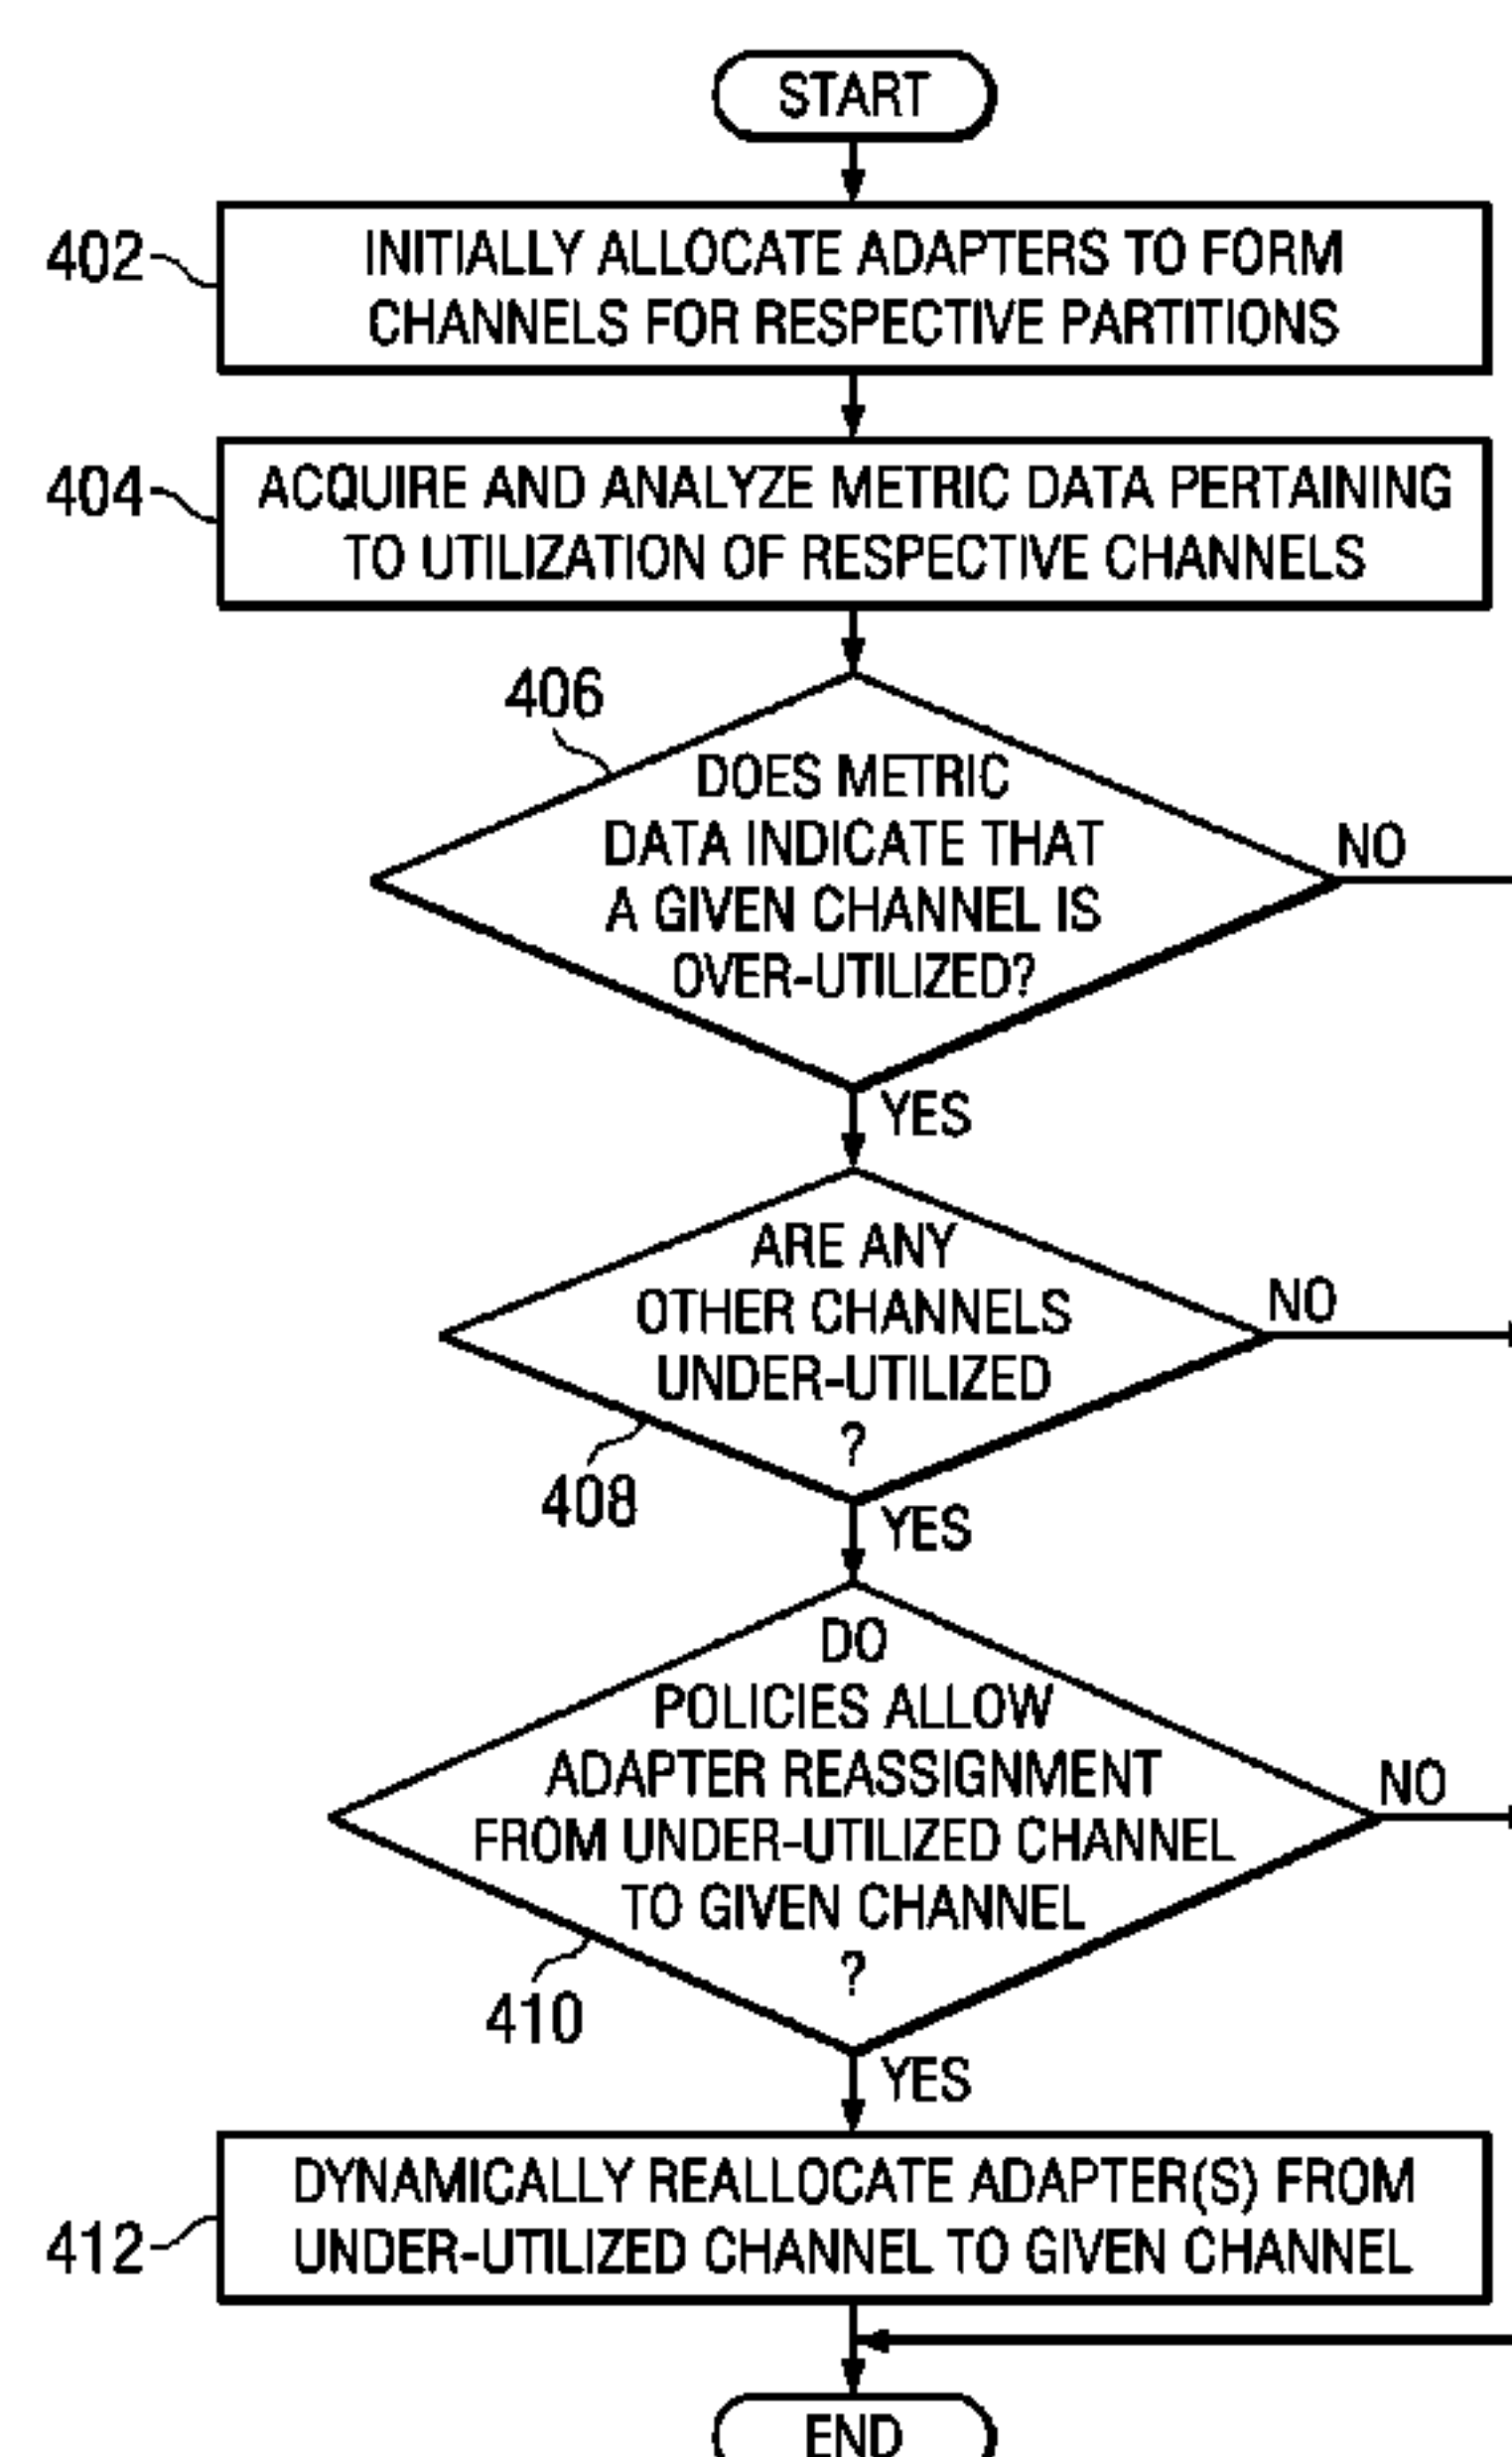 START
402
INITIALLY ALLOCATE ADAPTERS TO FORM
CHANNELS FOR RESPECTIVE PARTITIONS
404
ACQUIRE AND ANALYZE METRIC DATA PERTAINING
TO UTILIZATION OF RESPECTIVE CHANNELS
406
DOES METRIC
DATA INDICATE THAT
A GIVEN CHANNEL IS
OVER-UTILIZED?
NO
YES
ARE ANY
OTHER CHANNELS
UNDER-UTILIZED
?
NO
408
YES
DO
POLICIES ALLOW
ADAPTER REASSIGNMENT
FROM UNDER-UTILIZED CHANNEL
TO GIVEN CHANNEL
?
NO
410
YES
412
DYNAMICALLY REALLOCATE ADAPTER(S) FROM
UNDER-UTILIZED CHANNEL TO GIVEN CHANNEL
END